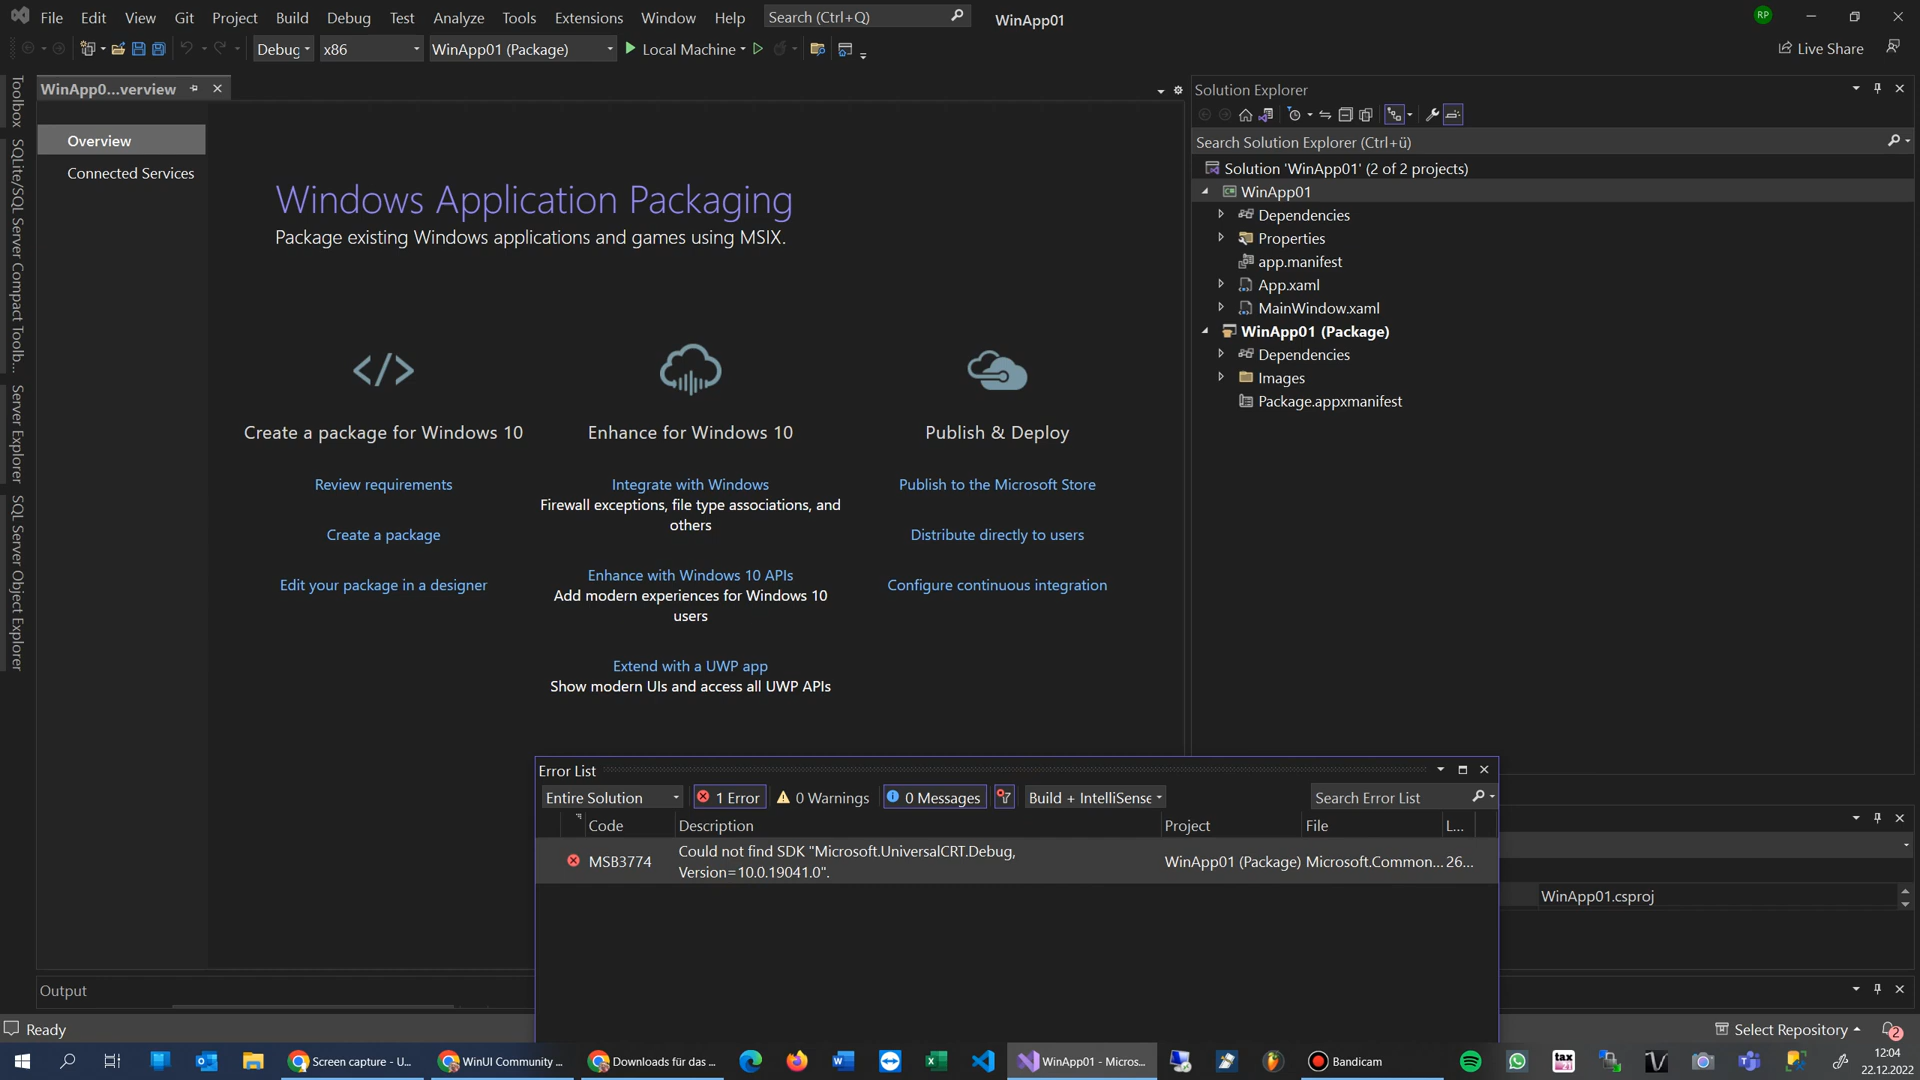 File Edit View Git Project Build Debug Test Analyze Tools Extensions Window Help Search (Ctrl+Q) WinApp01 RP
Debug x86 WinApp01 (Package) Local Machine Live Share
WinApp0...verview
Solution Explorer
Toolbox
SQLite/SQL Server Compact Toolb...
Server Explorer
SQL Server Object Explorer
Overview
Connected Services
Windows Application Packaging
Package existing Windows applications and games using MSIX.
Create a package for Windows 10
Review requirements
Create a package
Edit your package in a designer
Enhance for Windows 10
Integrate with Windows
Firewall exceptions, file type associations, and
others
Enhance with Windows 10 APIs
Add modern experiences for Windows 10
users
Extend with a UWP app
Show modern UIs and access all UWP APIs
Publish & Deploy
Publish to the Microsoft Store
Distribute directly to users
Configure continuous integration
Search Solution Explorer (Ctrl+ü)
Solution 'WinApp01' (2 of 2 projects)
WinApp01
Dependencies
Properties
app.manifest
App.xaml
MainWindow.xaml
WinApp01 (Package)
Dependencies
Images
Package.appxmanifest
Error List
Entire Solution 1 Error 0 Warnings 0 Messages Build + IntelliSense Search Error List
Code Description Project File L...
MSB3774 Could not find SDK "Microsoft.UniversalCRT.Debug, WinApp01 (Package) Microsoft.Common... 26...
Version=10.0.19041.0".
WinApp01.csproj
Output
Ready Select Repository 2
Screen capture - U... WinUI Community ... Downloads für das ... WinApp01 - Micros... Bandicam tax 12:04
22.12.2022